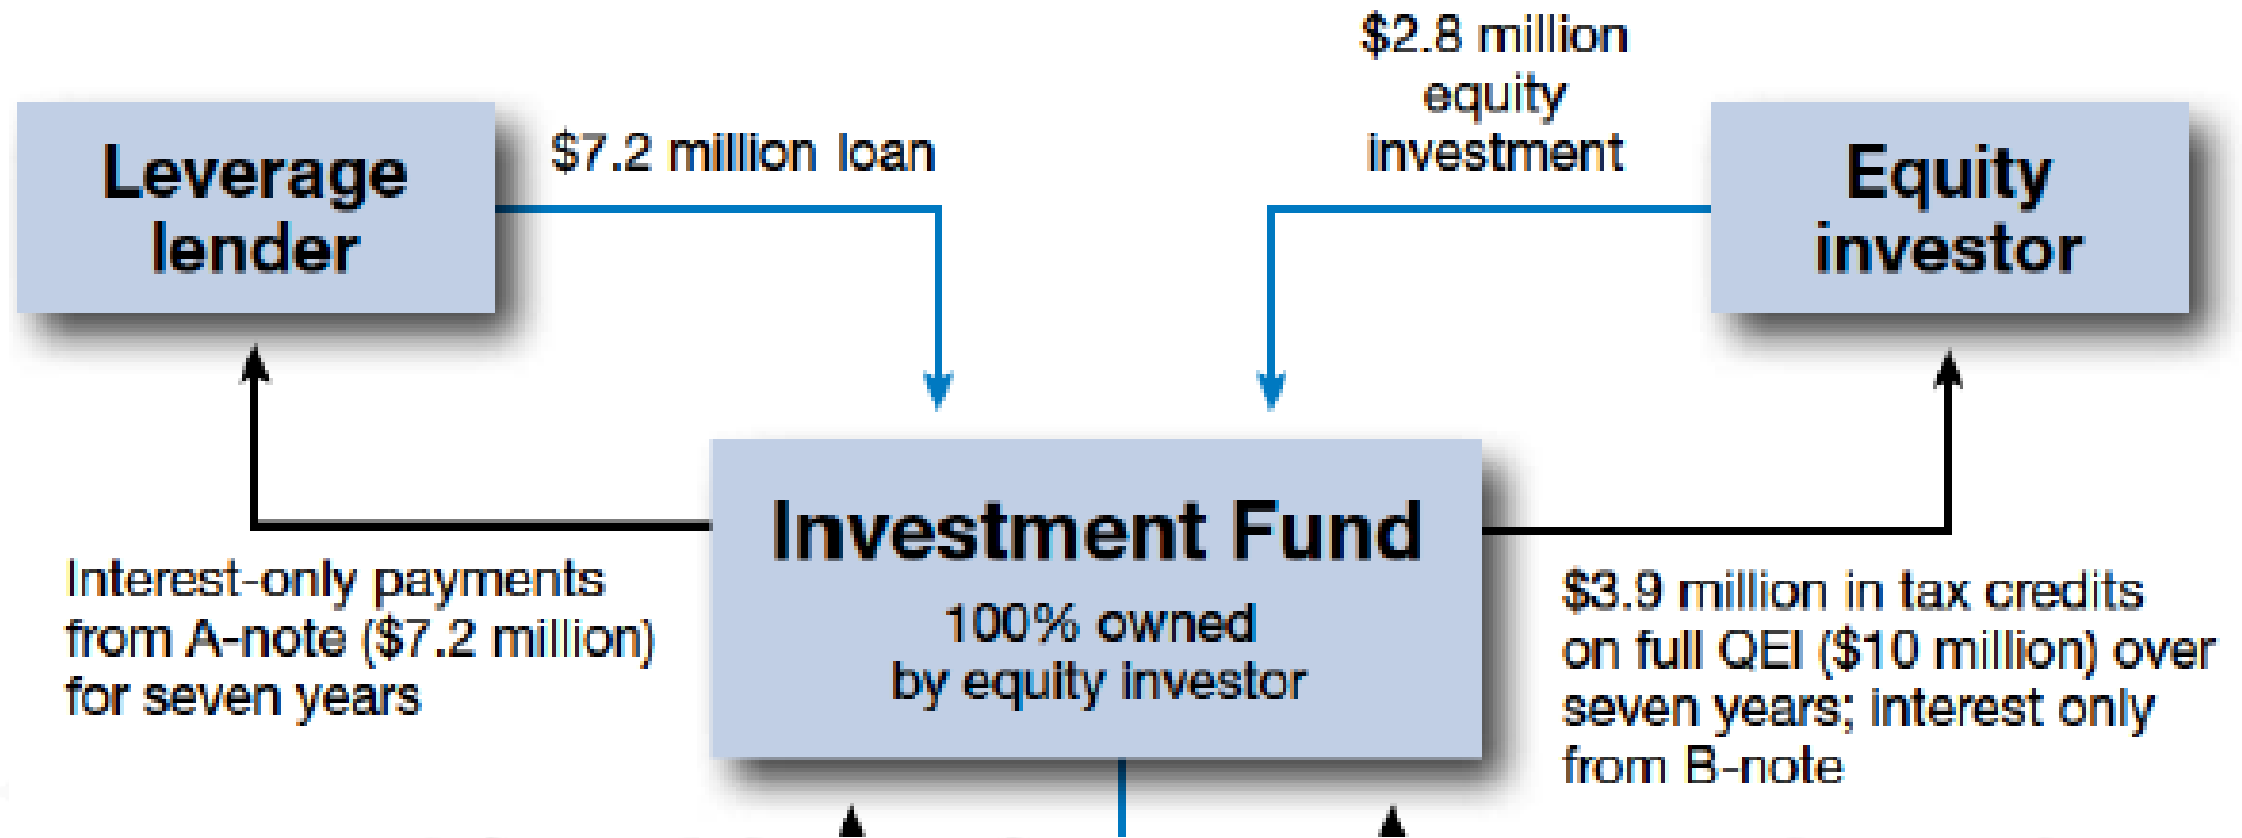 $2.8 million
equity
investment
Leverage
lender
$7.2 million loan
Equity
investor
Investment Fund
100% owned
by equity investor
Interest-only payments
from A-note ($7.2 million)
for seven years
$3.9 million in tax credits
on full QEI ($10 million) over
seven years; interest only
from B-note